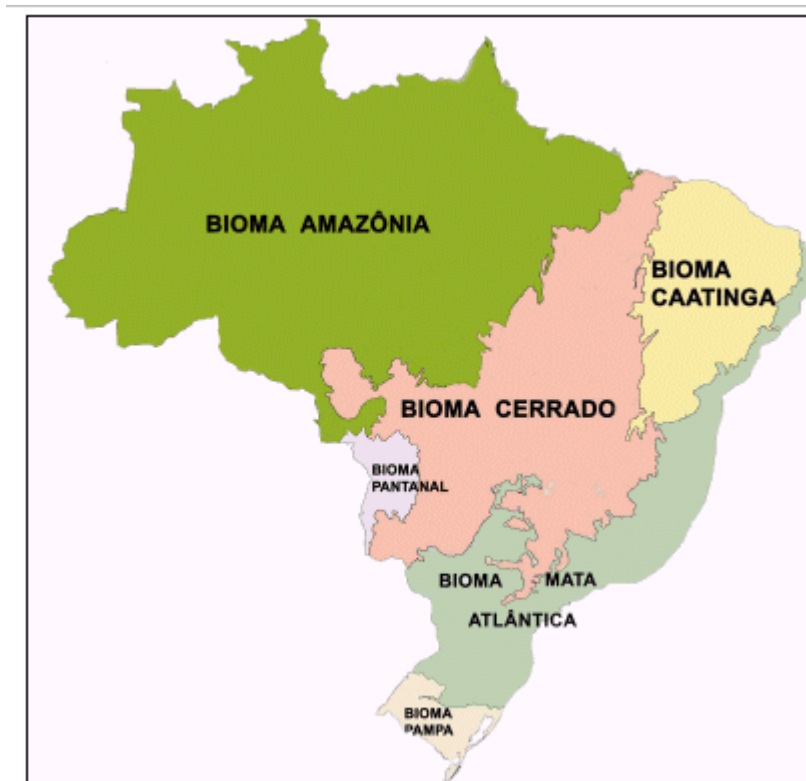 BIOMA AMAZÔNIA
BIOMA
CAATINGA
BIOMA CERRADO
BIOMA
PANTANAL
BIOMA MATA
ATLÂNTICA
BIOMA
PAMPA